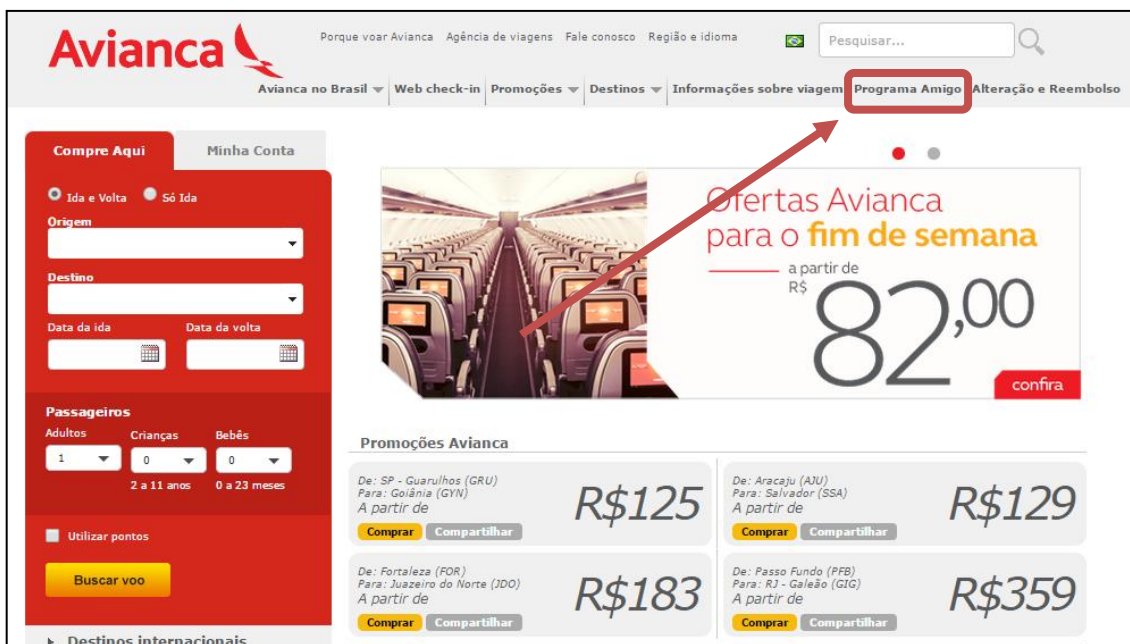 Avianca
Porque voar Avianca Agência de viagens Fale conosco Região e idioma
Pesquisar...
Avianca no Brasil Web check-in Promoções Destinos Informações sobre viagem Programa Amigo Alteração e Reembolso
Compre Aqui Minha Conta
Ida e Volta Só Ida
Origem
Destino
Data da ida Data da volta
Passageiros
Adultos Crianças Bebês
1 0 0
2 a 11 anos 0 a 23 meses
Utilizar pontos
Buscar voo
Destinos internacionais
Ofertas Avianca
para o fim de semana
a partir de
R$ 82,00
confira
Promoções Avianca
De: SP - Guarulhos (GRU)
Para: Goiânia (GYN)
A partir de
R$125
Comprar Compartilhar
De: Aracaju (AJU)
Para: Salvador (SSA)
A partir de
R$129
Comprar Compartilhar
De: Fortaleza (FOR)
Para: Juazeiro do Norte (JDO)
A partir de
R$183
Comprar Compartilhar
De: Passo Fundo (PFB)
Para: RJ - Galeão (GIG)
A partir de
R$359
Comprar Compartilhar